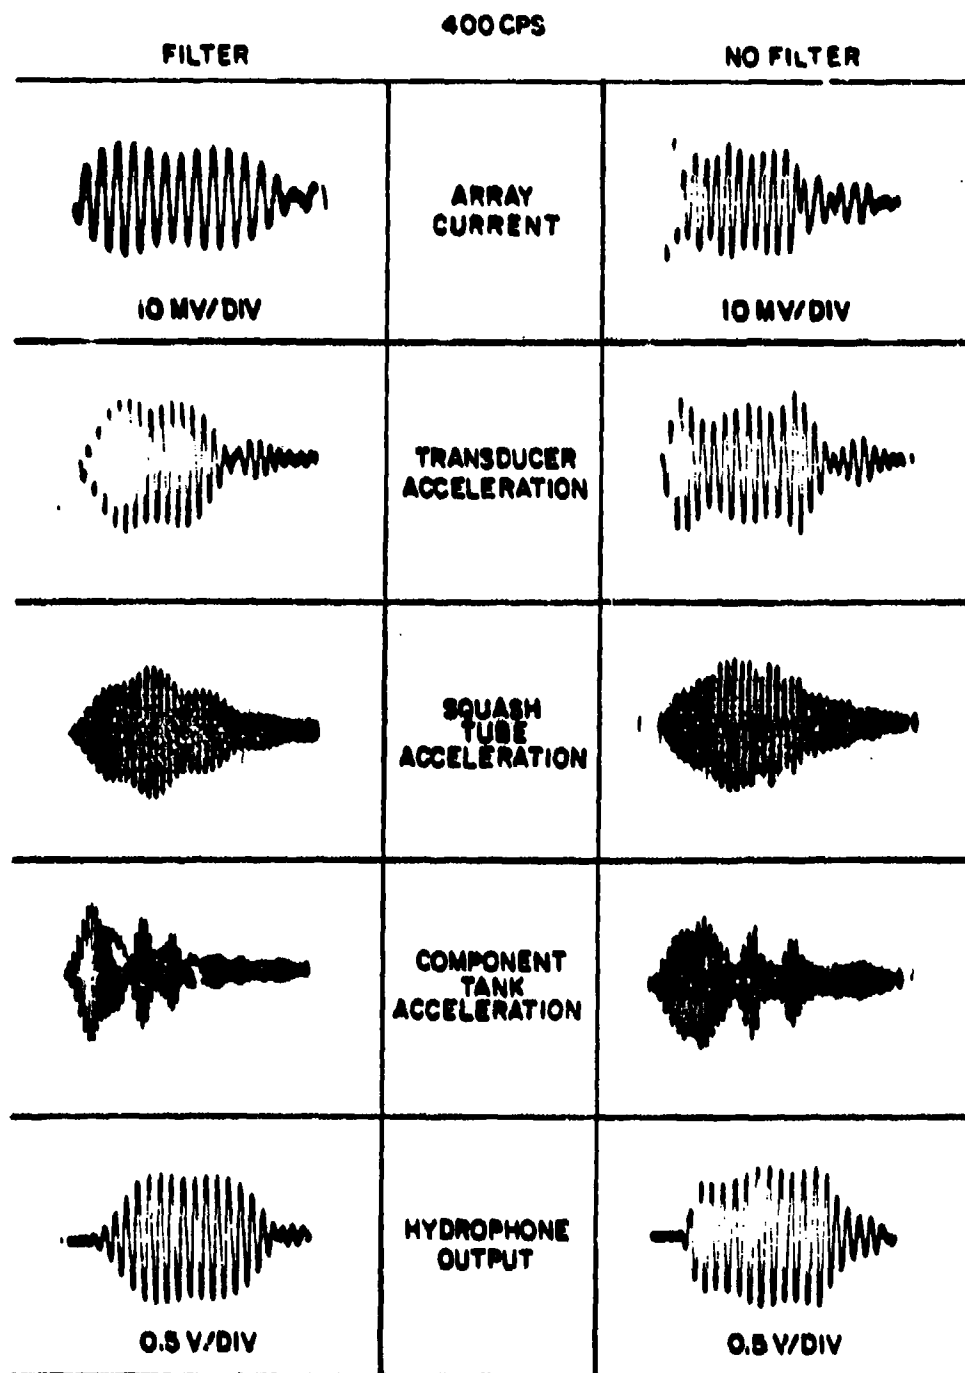 400 CPS
FILTER
NO FILTER
ARRAY
CURRENT
10 MV/DIV
10 MV/DIV
TRANSDUCER
ACCELERATION
SQUASH
TUBE
ACCELERATION
COMPONENT
TANK
ACCELERATION
HYDROPHONE
OUTPUT
0.5 V/DIV
0.5 V/DIV